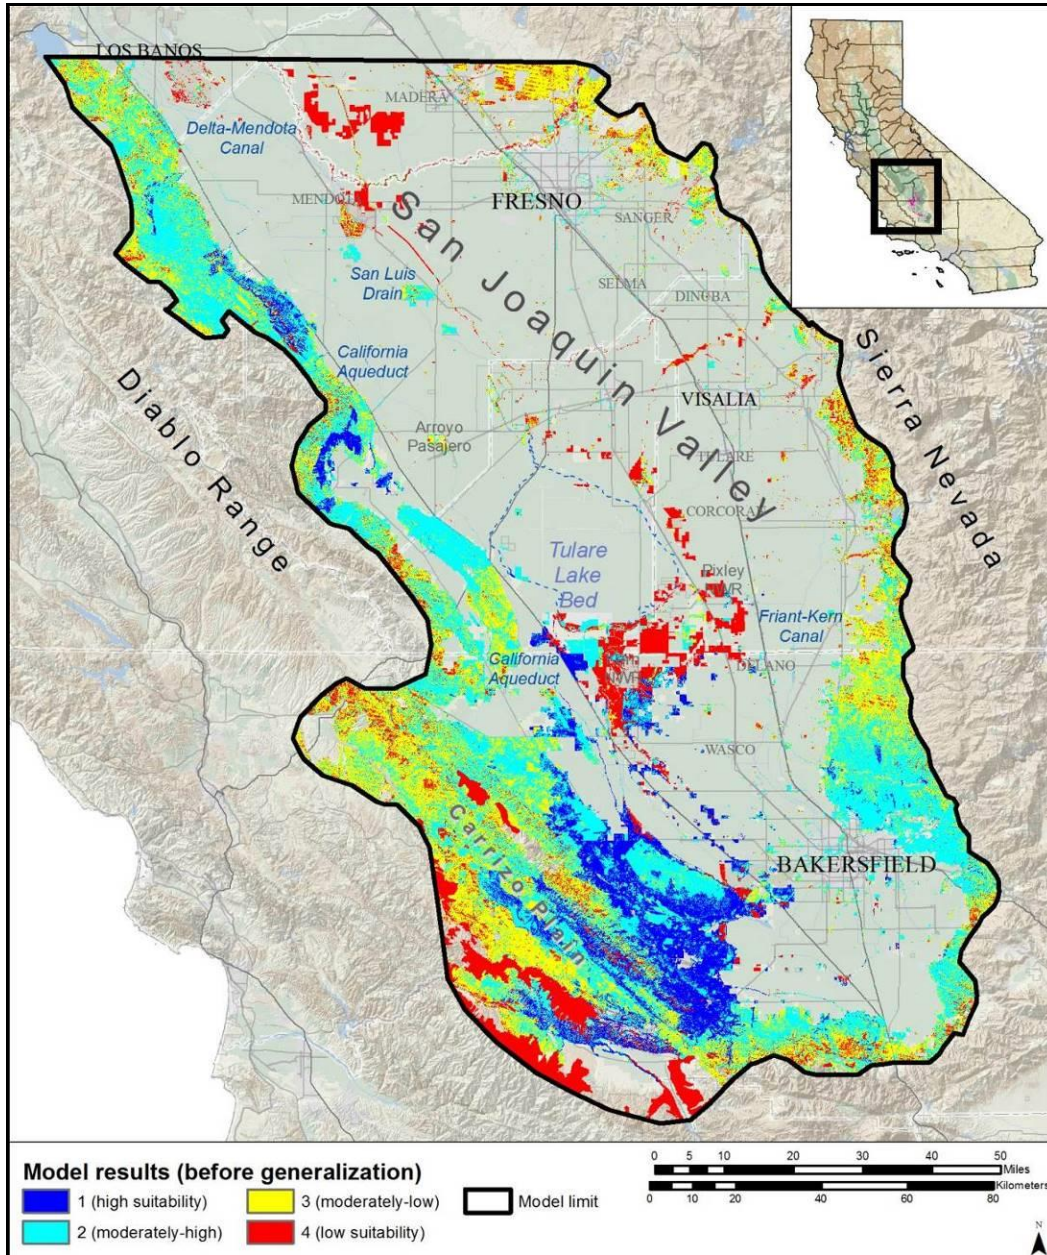 LOS BANOS
MADERA
Delta-Mendota
Canal
MENDOTA
FRESNO
SANGER
San Joaquin Valley
San Luis
Drain
SELMA
DINUBA
Sierra Nevada
California
Aqueduct
Diablo Range
VISALIA
Arroyo
Pasajero
TULARE
CORCORAN
Tulare
Lake
Bed
Pixley
NWR
Friant-Kern
Canal
California
Aqueduct
NWR
DELANO
WASCO
Carrizo Plain
BAKERSFIELD
Model results (before generalization)
1 (high suitability)
3 (moderately-low)
Model limit
2 (moderately-high)
4 (low suitability)
0 5 10 20 30 40 50
Miles
Kilometers
0 10 20 40 60 80
N